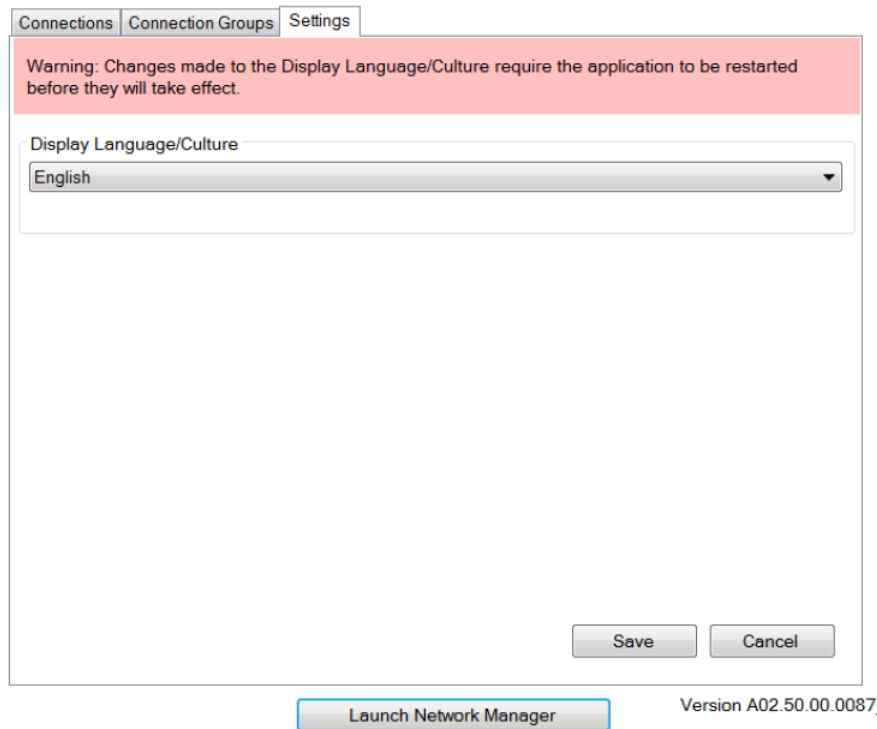 Connections Connection Groups Settings
Warning: Changes made to the Display Language/Culture require the application to be restarted
before they will take effect.
Display Language/Culture
English
Save Cancel
Launch Network Manager Version A02.50.00.0087